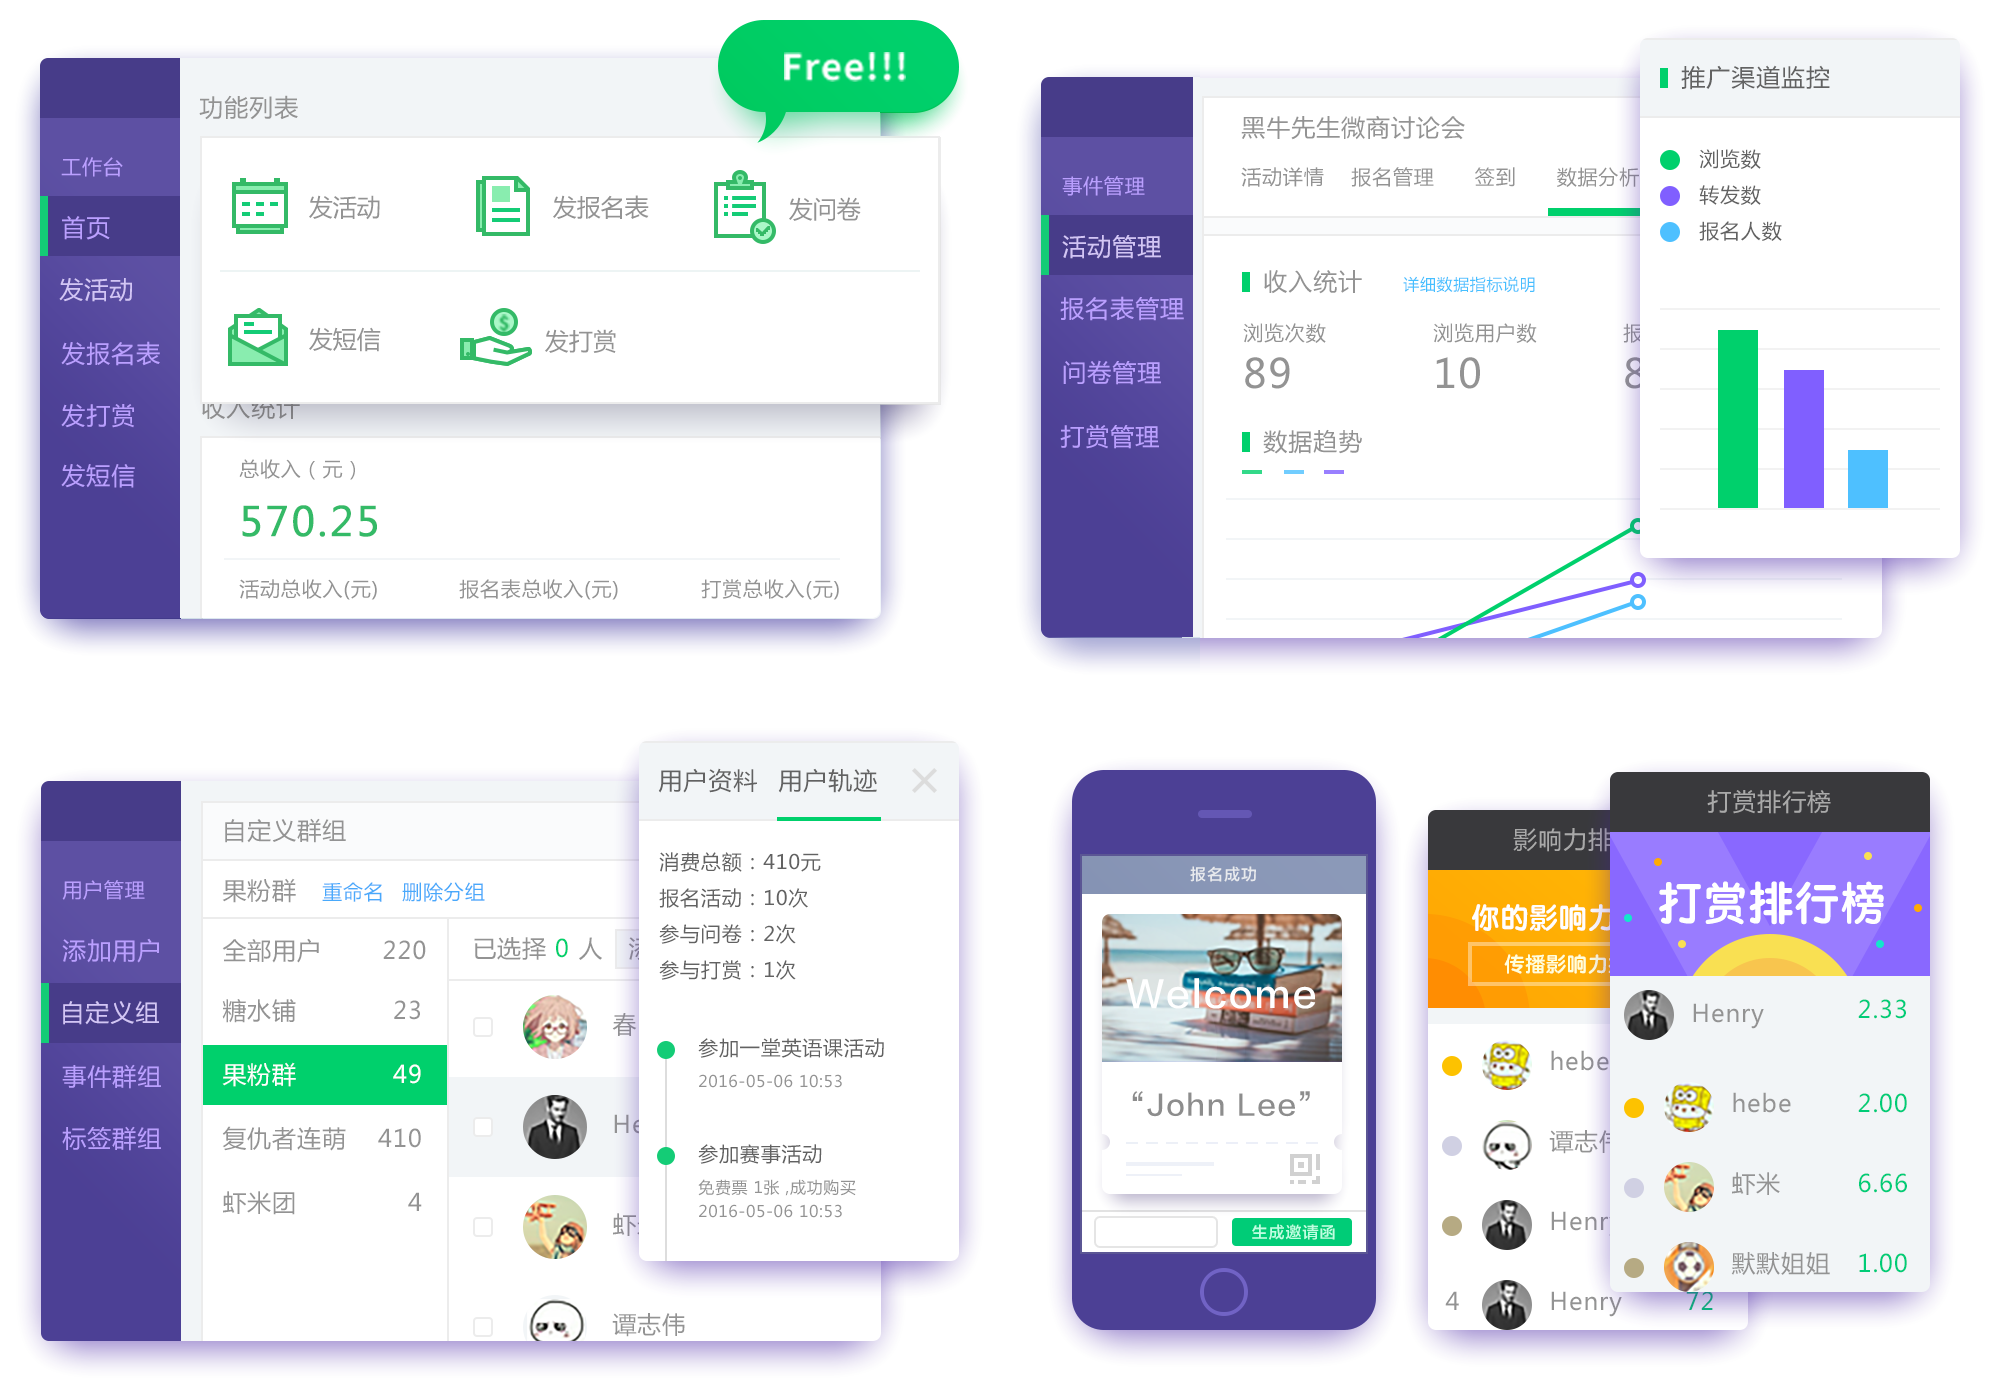 Free!!!
功能列表
工作台
首页
发活动
发报名表
发打赏
发短信
发活动
发报名表
发问卷
发短信
发打赏
收入统计
总收入 ( 元 )
570.25
活动总收入(元)
报名表总收入(元)
打赏总收入(元)
事件管理
活动管理
报名表管理
问卷管理
打赏管理
黑牛先生微商讨论会
活动详情
报名管理
签到
数据分析
收入统计
详细数据指标说明
浏览次数
89
浏览用户数
10
报
8
数据趋势
推广渠道监控
浏览数
转发数
报名人数
用户管理
添加用户
自定义组
事件群组
标签群组
自定义群组
果粉群
重命名
删除分组
全部用户 220
糖水铺 23
果粉群 49
复仇者连萌 410
虾米团 4
已选择 0 人
春
He
虾
谭志伟
用户资料
用户轨迹
消费总额：410元
报名活动：10次
参与问卷：2次
参与打赏：1次
参加一堂英语课活动
2016-05-06 10:53
参加赛事活动
免费票 1张 ,成功购买
2016-05-06 10:53
报名成功
Welcome
“John Lee”
生成邀请函
影响力排
你的影响力
传播影响力
hebe
谭志伟
Henr
4 Henry 72
打赏排行榜
打赏排行榜
Henry 2.33
hebe 2.00
虾米 6.66
默默姐姐 1.00